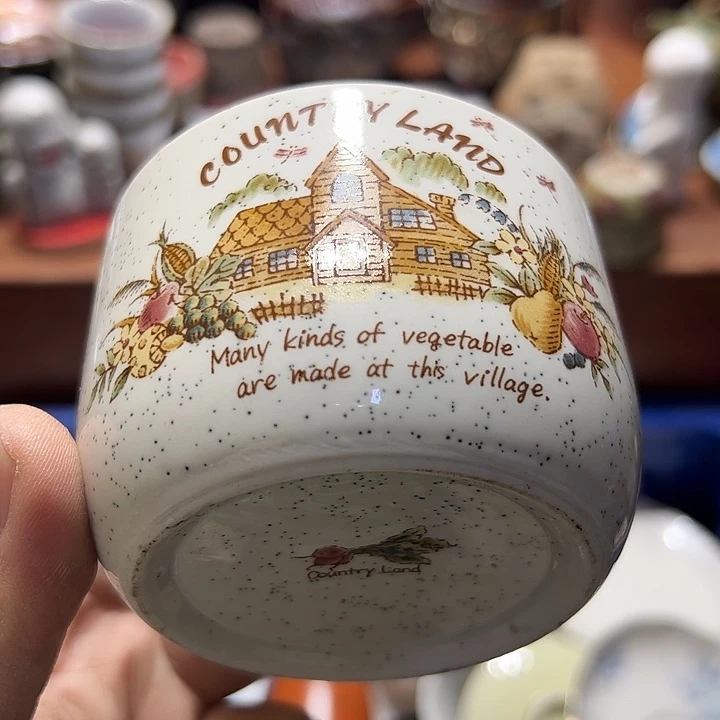 COUNTRY LAND
Many kinds of vegetable
are made at this village.
Country Land